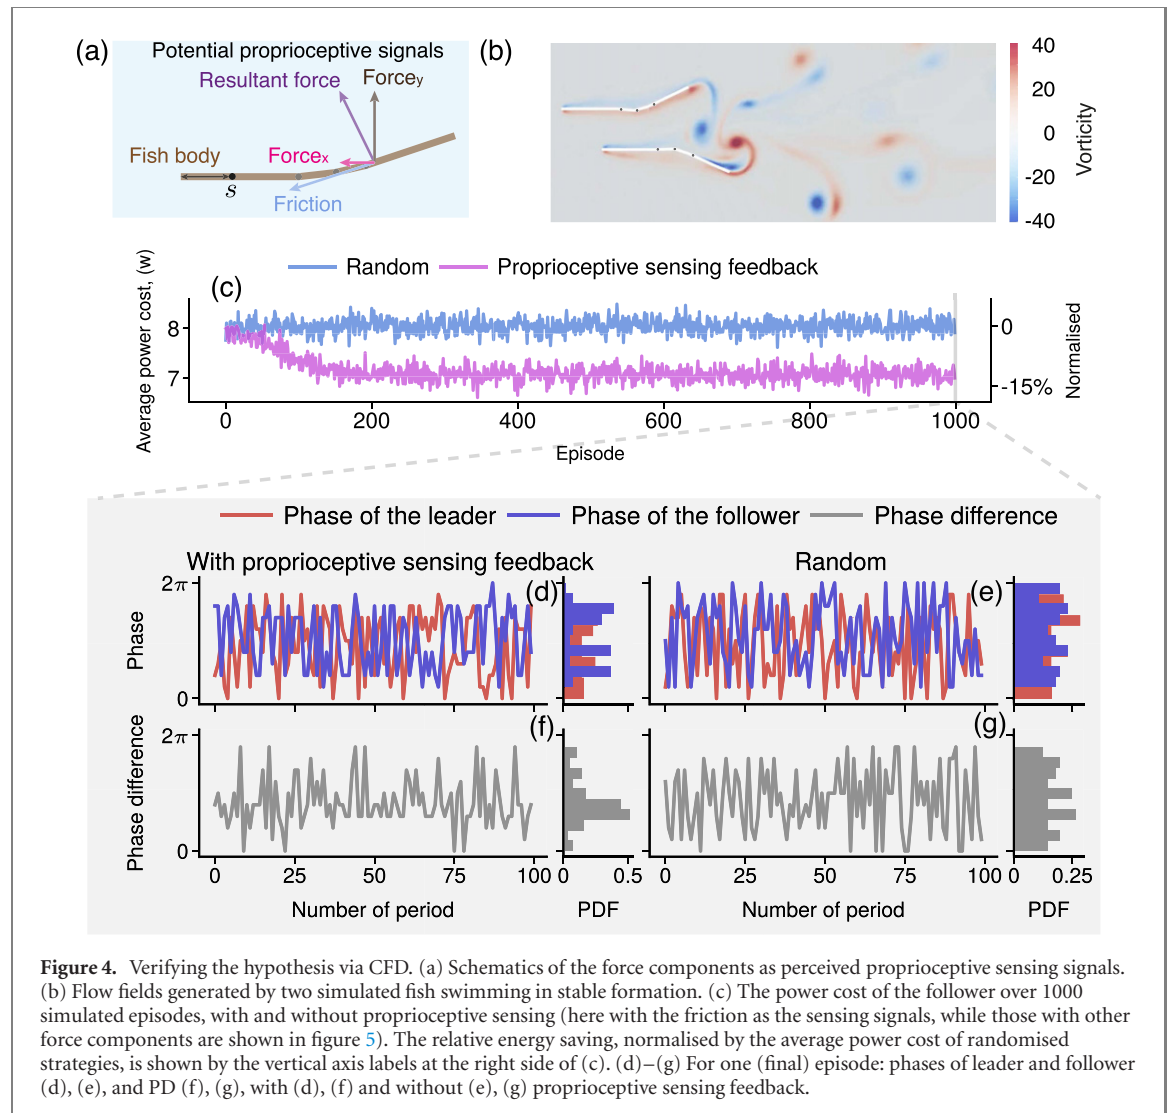 (a)
Potential proprioceptive signals
Resultant force
Forcey
Fish body
Forcex
s
Friction
(b)
40
20
0
-20
-40
Vorticity
Random
Proprioceptive sensing feedback
(c)
Average power cost, (w)
8
7
0
-15%
Normalised
0
200
400
600
800
1000
Episode
Phase of the leader
Phase of the follower
Phase difference
With proprioceptive sensing feedback
Random
(d)
(e)
Phase
2π
0
(f)
(g)
Phase difference
2π
0
0
25
50
75
100
0
0.5
0
25
50
75
100
0
0.25
Number of period
PDF
Number of period
PDF
Figure 4. Verifying the hypothesis via CFD. (a) Schematics of the force components as perceived proprioceptive sensing signals.
(b) Flow fields generated by two simulated fish swimming in stable formation. (c) The power cost of the follower over 1000
simulated episodes, with and without proprioceptive sensing (here with the friction as the sensing signals, while those with other
force components are shown in figure 5). The relative energy saving, normalised by the average power cost of randomised
strategies, is shown by the vertical axis labels at the right side of (c). (d)–(g) For one (final) episode: phases of leader and follower
(d), (e), and PD (f), (g), with (d), (f) and without (e), (g) proprioceptive sensing feedback.